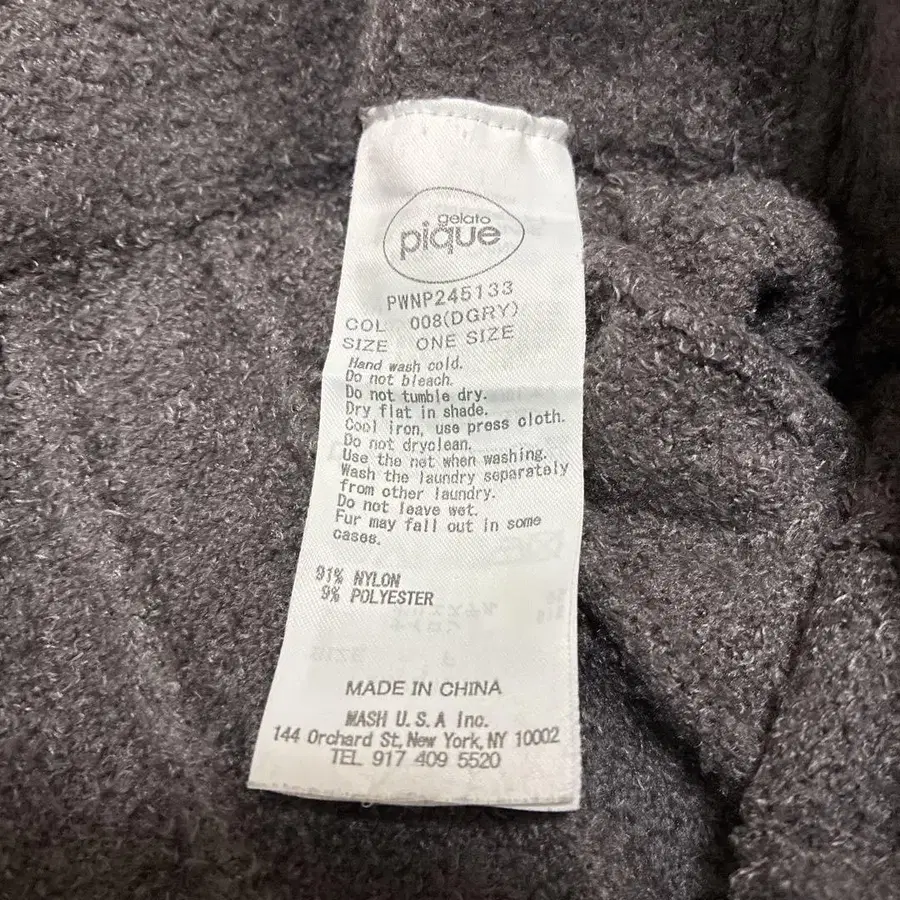 gelato
pique
PWNP245133
COL 008(DGRY)
SIZE ONE SIZE
Hand wash cold.
Do not bleach.
Do not tumble dry.
Dry flat in shade.
Cool iron, use press cloth.
Do not dryclean.
Use the net when washing.
Wash the laundry separately
from other laundry.
Do not leave wet.
Fur may fall out in some
cases.
91% NYLON
9% POLYESTER
MADE IN CHINA
MASH U.S.A Inc.
144 Orchard St, New York, NY 10002
TEL 917 409 5520